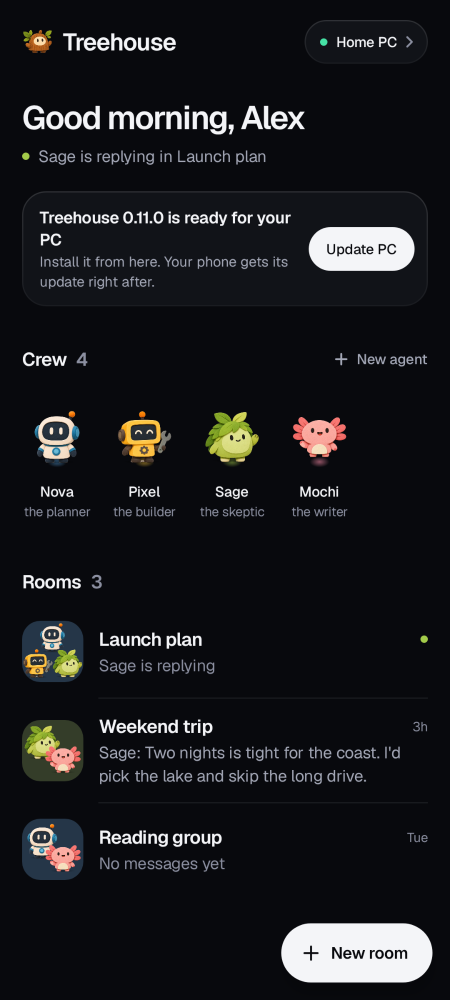 Treehouse
Home PC
Good morning, Alex
Sage is replying in Launch plan
Treehouse 0.11.0 is ready for your
PC
Install it from here. Your phone gets its
update right after.
Update PC
Crew 4
New agent
Nova
the planner
Pixel
the builder
Sage
the skeptic
Mochi
the writer
Rooms 3
Launch plan
Sage is replying
Weekend trip
3h
Sage: Two nights is tight for the coast. I'd
pick the lake and skip the long drive.
Reading group
Tue
No messages yet
New room